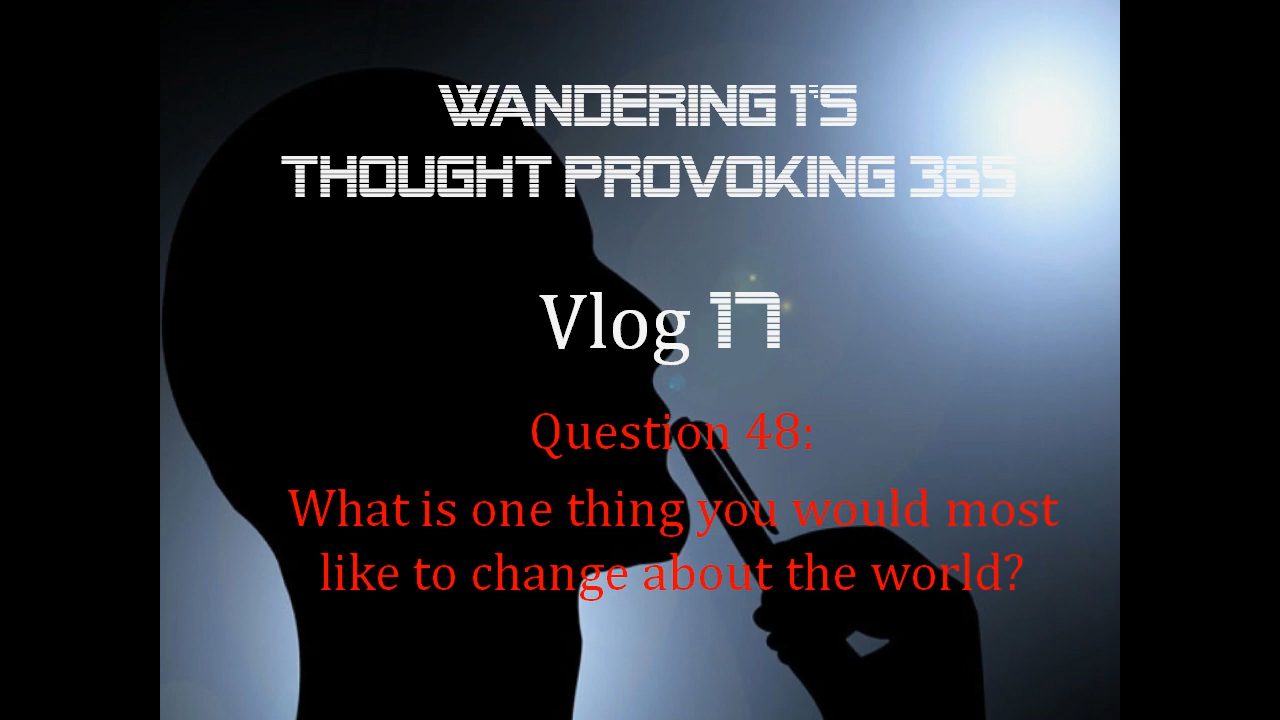 WANDERING 1'S
THOUGHT PROVOKING 365
Vlog 17
Question 48:
What is one thing you would most
like to change about the world?